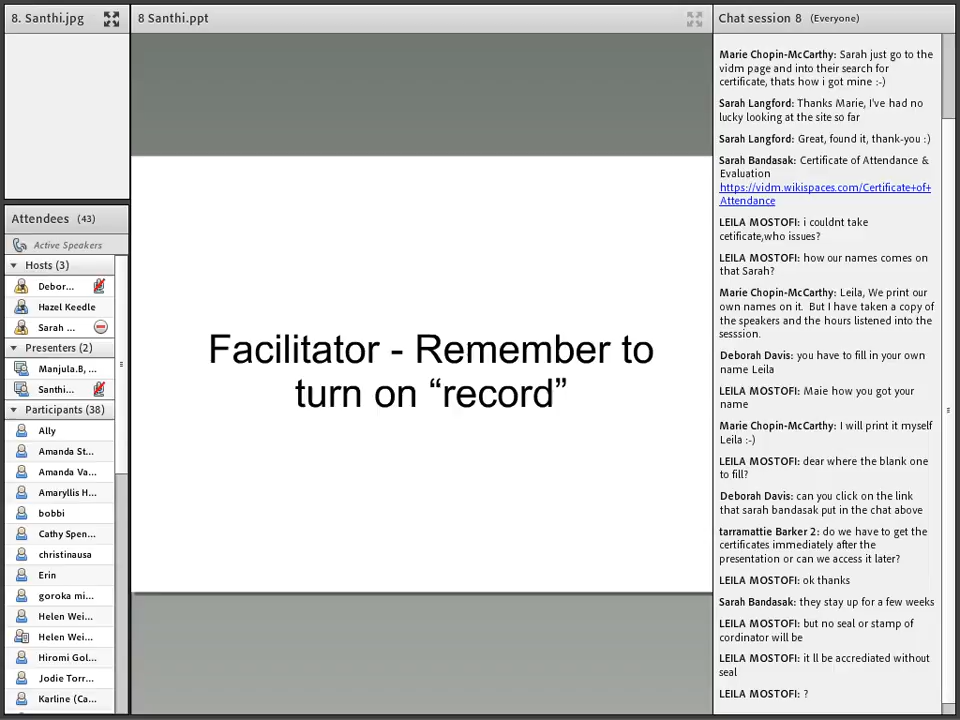 8. Santhi.jpg
8 Santhi.ppt
Chat session 8 (Everyone)
Attendees (43)
Active Speakers
Hosts (3)
Debor...
Hazel Keedle
Sarah ...
Presenters (2)
Manjula.B, ...
Santhi...
Participants (38)
Ally
Amanda St...
Amanda Va...
Amaryllis H...
bobbi
Cathy Spen...
christinausa
Erin
goroka mi...
Helen Wei...
Helen Wei...
Hiromi Gol...
Jodie Torr...
Karline (Ca...
Facilitator - Remember to
turn on “record”
Marie Chopin-McCarthy: Sarah just go to the
vidm page and into their search for
certificate, thats how i got mine :-)
Sarah Langford: Thanks Marie, I've had no
lucky looking at the site so far
Sarah Langford: Great, found it, thank-you :)
Sarah Bandasak: Certificate of Attendance &
Evaluation
https://vidm.wikispaces.com/Certificate+of+
Attendance
LEILA MOSTOFI: i couldnt take
cetificate,who issues?
LEILA MOSTOFI: how our names comes on
that Sarah?
Marie Chopin-McCarthy: Leila, We print our
own names on it. But I have taken a copy of
the speakers and the hours listened into the
sesssion.
Deborah Davis: you have to fill in your own
name Leila
LEILA MOSTOFI: Maie how you got your
name
Marie Chopin-McCarthy: I will print it myself
Leila :-)
LEILA MOSTOFI: dear where the blank one
to fill?
Deborah Davis: can you click on the link
that sarah bandasak put in the chat above
tarramattie Barker 2: do we have to get the
certificates immediately after the
presentation or can we access it later?
LEILA MOSTOFI: ok thanks
Sarah Bandasak: they stay up for a few weeks
LEILA MOSTOFI: but no seal or stamp of
cordinator will be
LEILA MOSTOFI: it ll be accrediated without
seal
LEILA MOSTOFI: ?